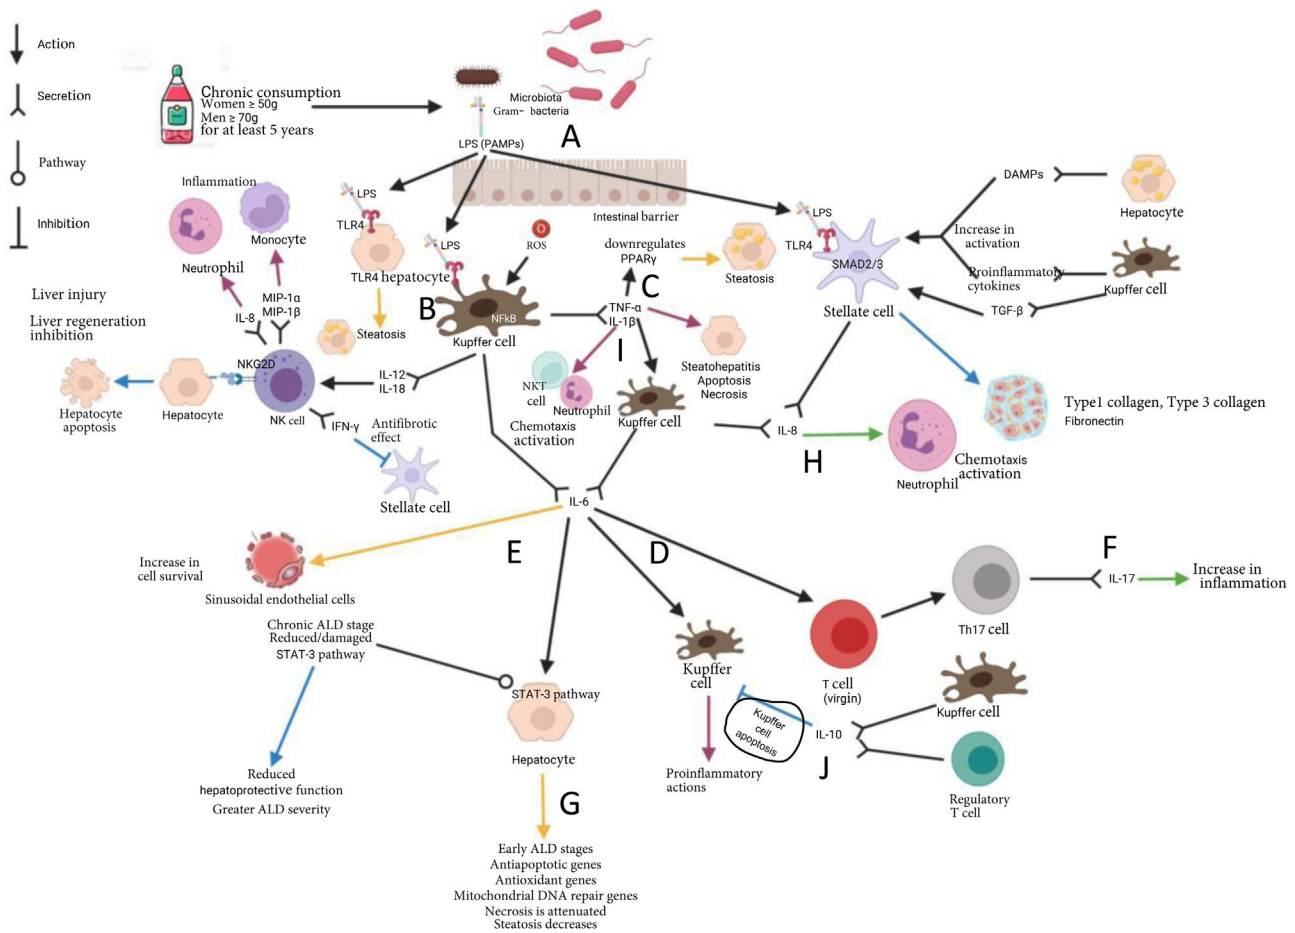 Action
Secretion
Pathway
Inhibition
Chronic consumption
Women ≥ 50g
Men ≥ 70g
for at least 5 years
Microbiota
Gram- bacteria
A
LPS (PAMPs)
Intestinal barrier
Inflammation
Monocyte
Neutrophil
MIP-1α
MIP-1β
IL-8
Liver injury
Liver regeneration
inhibition
NKG2D
Hepatocyte
apoptosis
Hepatocyte
NK cell
IL-12
IL-18
IFN-γ
Antifibrotic
effect
Stellate cell
LPS
TLR4
TLR4 hepatocyte
Steatosis
LPS
B
ROS
NFkB
Kupffer cell
downregulates
PPARγ
C
Steatosis
TNF-α
IL-1β
I
NKT
cell
Neutrophil
Chemotaxis
activation
Kupffer cell
Steatohepatitis
Apoptosis
Necrosis
LPS
TLR4
SMAD2/3
Stellate cell
DAMPs
Hepatocyte
Increase in
activation
Proinflammatory
cytokines
Kupffer cell
TGF-β
Type1 collagen, Type 3 collagen
Fibronectin
IL-8
H
Neutrophil
Chemotaxis
activation
IL-6
E
D
Increase in
cell survival
Sinusoidal endothelial cells
Chronic ALD stage
Reduced/damaged
STAT-3 pathway
Reduced
hepatoprotective function
Greater ALD severity
STAT-3 pathway
Hepatocyte
G
Early ALD stages
Antiapoptotic genes
Antioxidant genes
Mitochondrial DNA repair genes
Necrosis is attenuated
Steatosis decreases
Kupffer
cell
Proinflammatory
actions
Kupffer
cell
apoptosis
IL-10
J
T cell
(virgin)
Th17 cell
F
IL-17
Increase in
inflammation
Kupffer cell
Regulatory
T cell